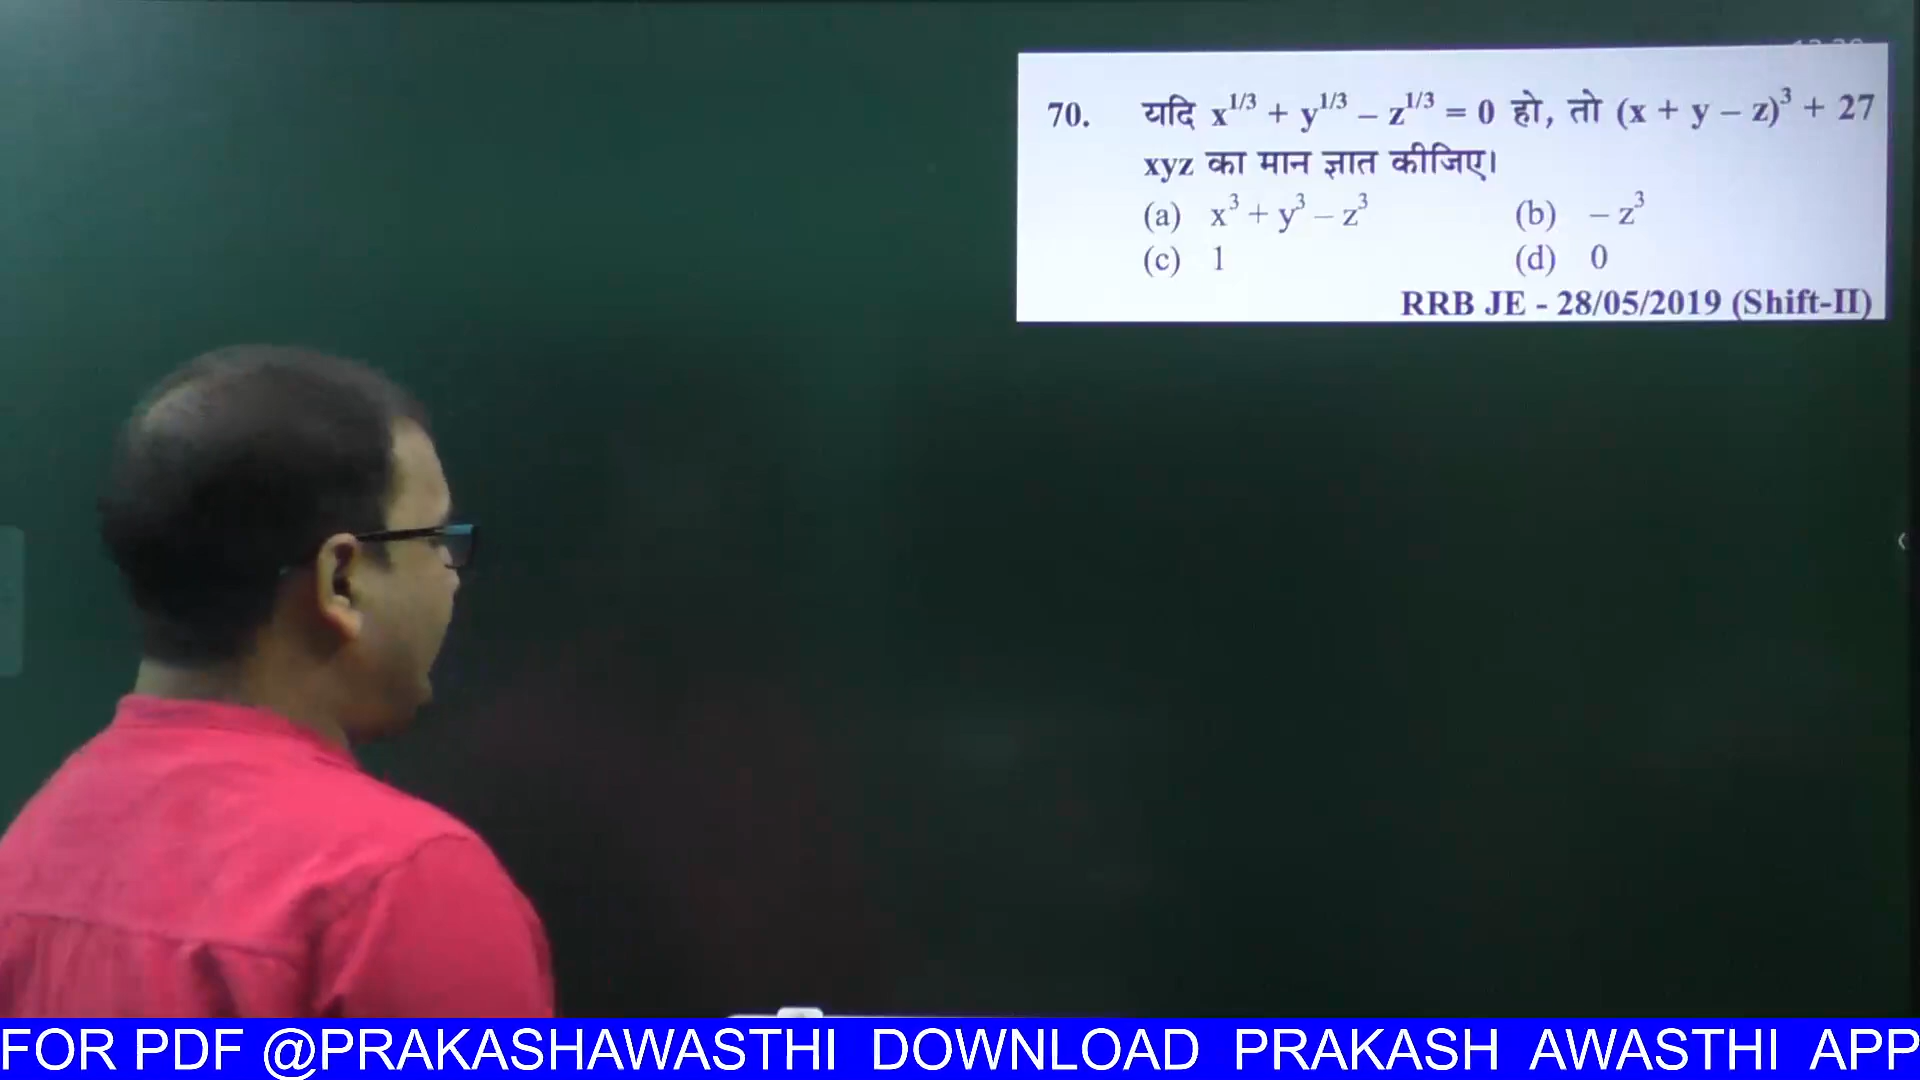 70. यदि x^1/3 + y^1/3 – z^1/3 = 0 हो, तो (x + y – z)^3 + 27
xyz का मान ज्ञात कीजिए।
(a) x^3 + y^3 – z^3 (b) – z^3
(c) 1 (d) 0
RRB JE - 28/05/2019 (Shift-II)
FOR PDF @PRAKASHAWASTHI DOWNLOAD PRAKASH AWASTHI APP